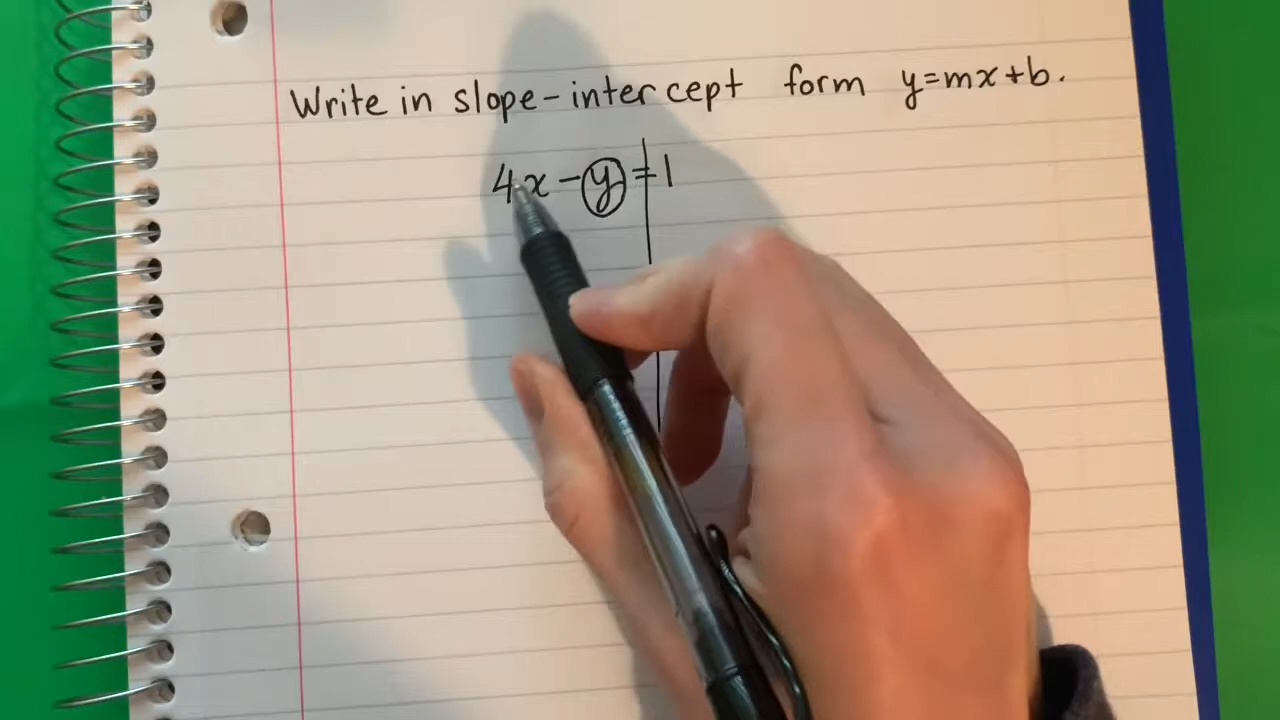 Write in slope-intercept form y=mx+b.
4x-y=1